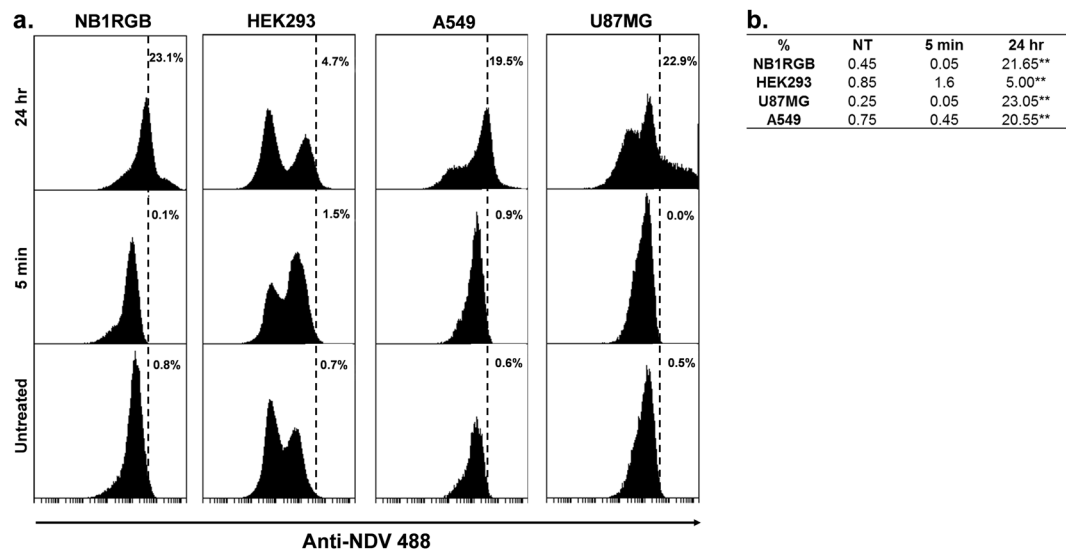 a.
NB1RGB HEK293 A549 U87MG
24 hr
23.1% 4.7% 19.5% 22.9%
5 min
0.1% 1.5% 0.9% 0.0%
Untreated
0.8% 0.7% 0.6% 0.5%
Anti-NDV 488
b.
% NT 5 min 24 hr
NB1RGB 0.45 0.05 21.65**
HEK293 0.85 1.6 5.00**
U87MG 0.25 0.05 23.05**
A549 0.75 0.45 20.55**